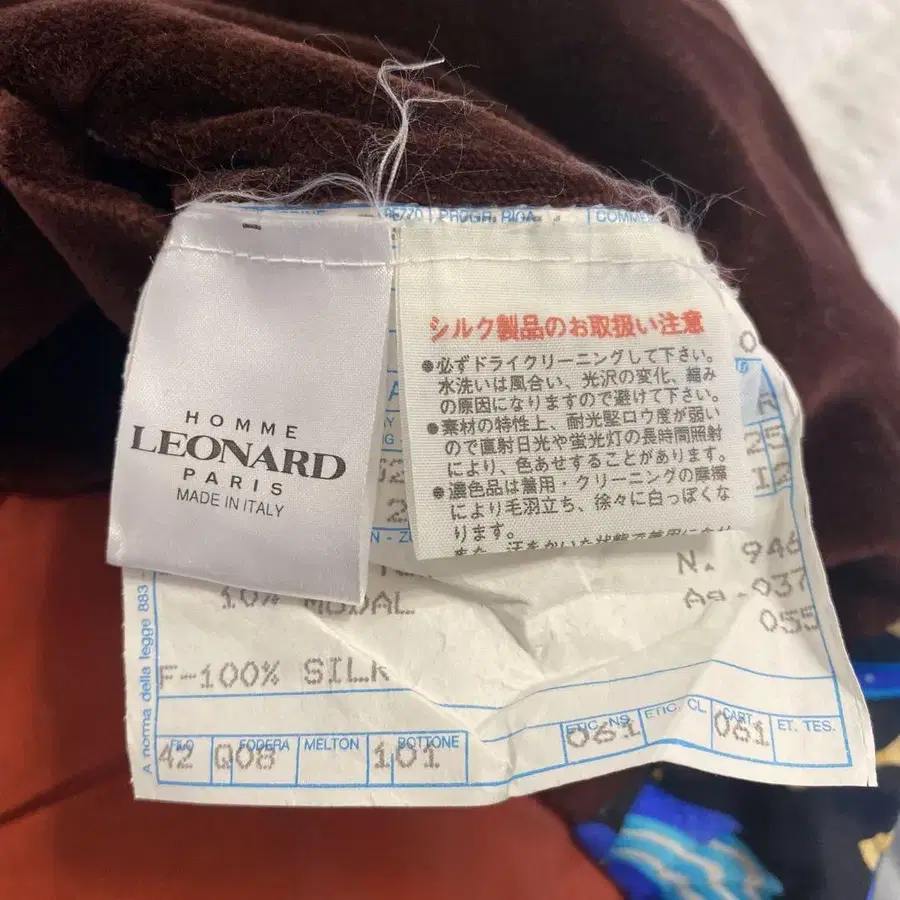 PROGR. RIGA
HOMME
LEONARD
PARIS
MADE IN ITALY
シルク製品のお取扱い注意
●必ずドライクリーニングして下さい。
水洗いは風合い、光沢の変化、縮み
の原因になりますので避けて下さい。
●素材の特性上、耐光堅ロウ度が弱い
ので直射日光や蛍光灯の長時間照射
により、色あせすることがあります。
●濃色品は着用・クリーニングの摩擦
により毛羽立ち、徐々に白っぽくな
ります。
N. 946
10% MODAL
Ag-037
055
F-100% SILK
A norma della legge 883
FILO FODERA MELTON BOTTONE
42 Q08 101
ETIC. NS. ETIC. CL. CART. ET. TES.
061 061